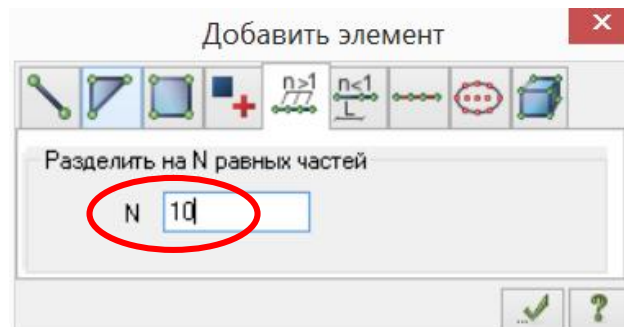 Добавить элемент
n>1 n<1
L
Разделить на N равных частей
N 10
... ?